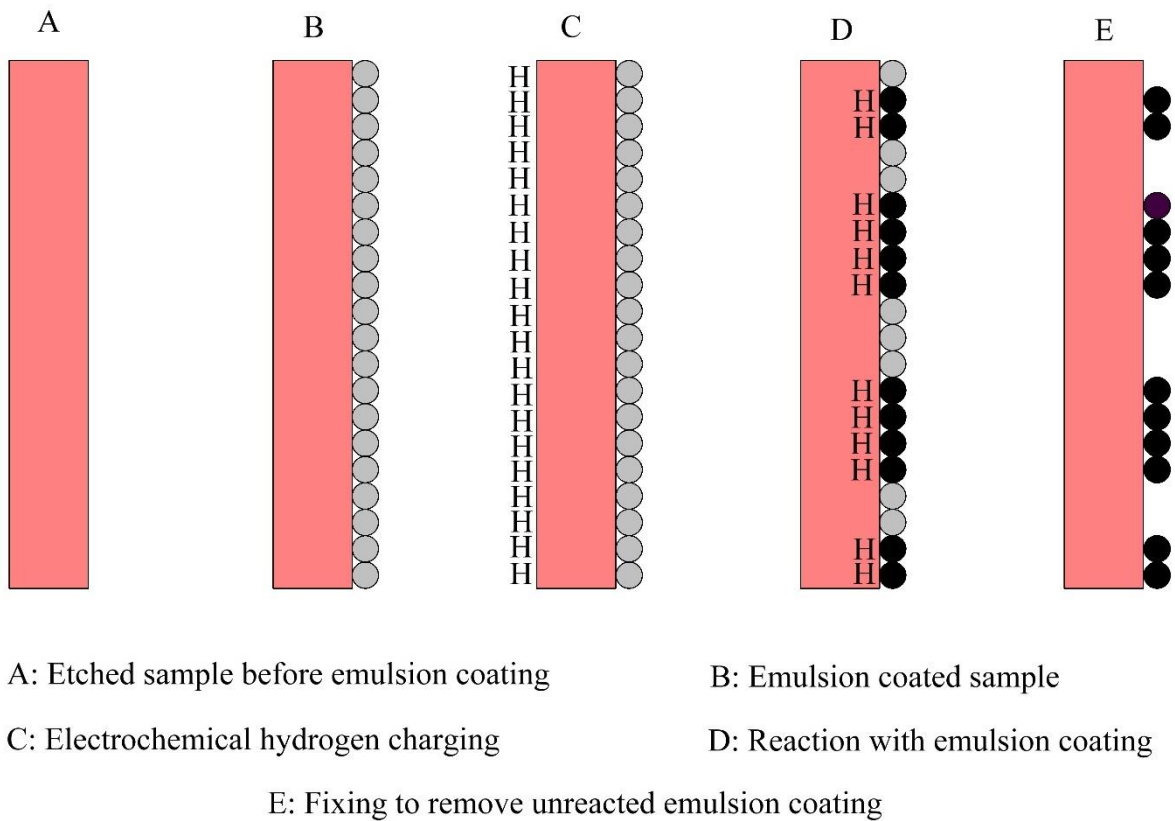 A B C D E
H
H H
H H
H
H
H H
H H
H H
H H
H
H
H
H H
H H
H H
H H
H
H
H H
H H
A: Etched sample before emulsion coating
B: Emulsion coated sample
C: Electrochemical hydrogen charging
D: Reaction with emulsion coating
E: Fixing to remove unreacted emulsion coating